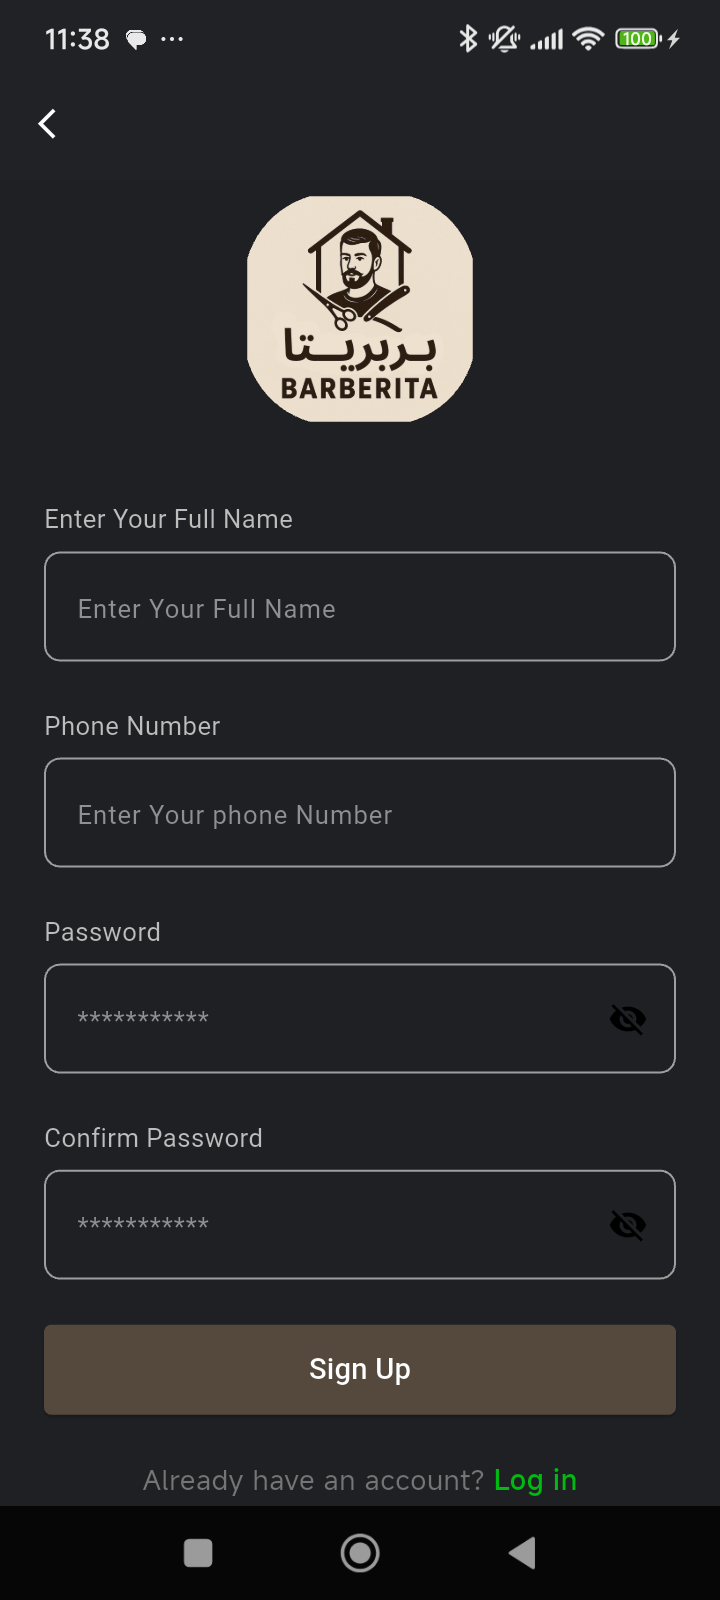 11:38
100
بربريتا
BARBERITA
Enter Your Full Name
Enter Your Full Name
Phone Number
Enter Your phone Number
Password
***********
Confirm Password
***********
Sign Up
Already have an account? Log in